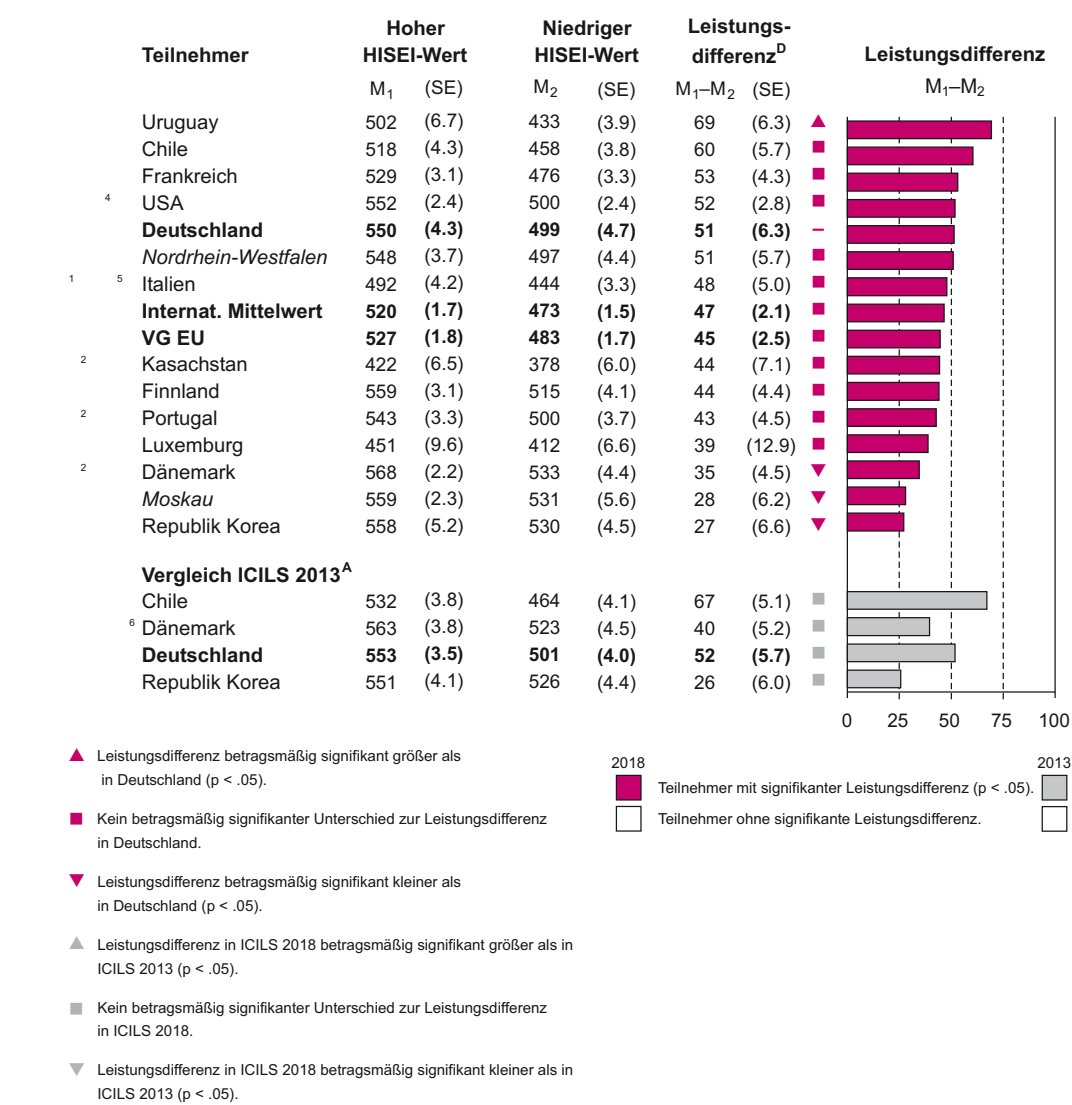 Teilnehmer Hoher HISEI-Wert Niedriger HISEI-Wert Leistungs-differenzD Leistungsdifferenz
M1 (SE) M2 (SE) M1–M2 (SE) M1–M2
Uruguay 502 (6.7) 433 (3.9) 69 (6.3)
Chile 518 (4.3) 458 (3.8) 60 (5.7)
Frankreich 529 (3.1) 476 (3.3) 53 (4.3)
4 USA 552 (2.4) 500 (2.4) 52 (2.8)
Deutschland 550 (4.3) 499 (4.7) 51 (6.3)
Nordrhein-Westfalen 548 (3.7) 497 (4.4) 51 (5.7)
1 5 Italien 492 (4.2) 444 (3.3) 48 (5.0)
Internat. Mittelwert 520 (1.7) 473 (1.5) 47 (2.1)
VG EU 527 (1.8) 483 (1.7) 45 (2.5)
2 Kasachstan 422 (6.5) 378 (6.0) 44 (7.1)
Finnland 559 (3.1) 515 (4.1) 44 (4.4)
2 Portugal 543 (3.3) 500 (3.7) 43 (4.5)
Luxemburg 451 (9.6) 412 (6.6) 39 (12.9)
2 Dänemark 568 (2.2) 533 (4.4) 35 (4.5)
Moskau 559 (2.3) 531 (5.6) 28 (6.2)
Republik Korea 558 (5.2) 530 (4.5) 27 (6.6)
Vergleich ICILS 2013A
Chile 532 (3.8) 464 (4.1) 67 (5.1)
6 Dänemark 563 (3.8) 523 (4.5) 40 (5.2)
Deutschland 553 (3.5) 501 (4.0) 52 (5.7)
Republik Korea 551 (4.1) 526 (4.4) 26 (6.0)
0 25 50 75 100
▲ Leistungsdifferenz betragsmäßig signifikant größer als
in Deutschland (p < .05).
■ Kein betragsmäßig signifikanter Unterschied zur Leistungsdifferenz
in Deutschland.
▼ Leistungsdifferenz betragsmäßig signifikant kleiner als
in Deutschland (p < .05).
▲ Leistungsdifferenz in ICILS 2018 betragsmäßig signifikant größer als in
ICILS 2013 (p < .05).
■ Kein betragsmäßig signifikanter Unterschied zur Leistungsdifferenz
in ICILS 2018.
▼ Leistungsdifferenz in ICILS 2018 betragsmäßig signifikant kleiner als in
ICILS 2013 (p < .05).
2018 2013
Teilnehmer mit signifikanter Leistungsdifferenz (p < .05).
Teilnehmer ohne signifikante Leistungsdifferenz.